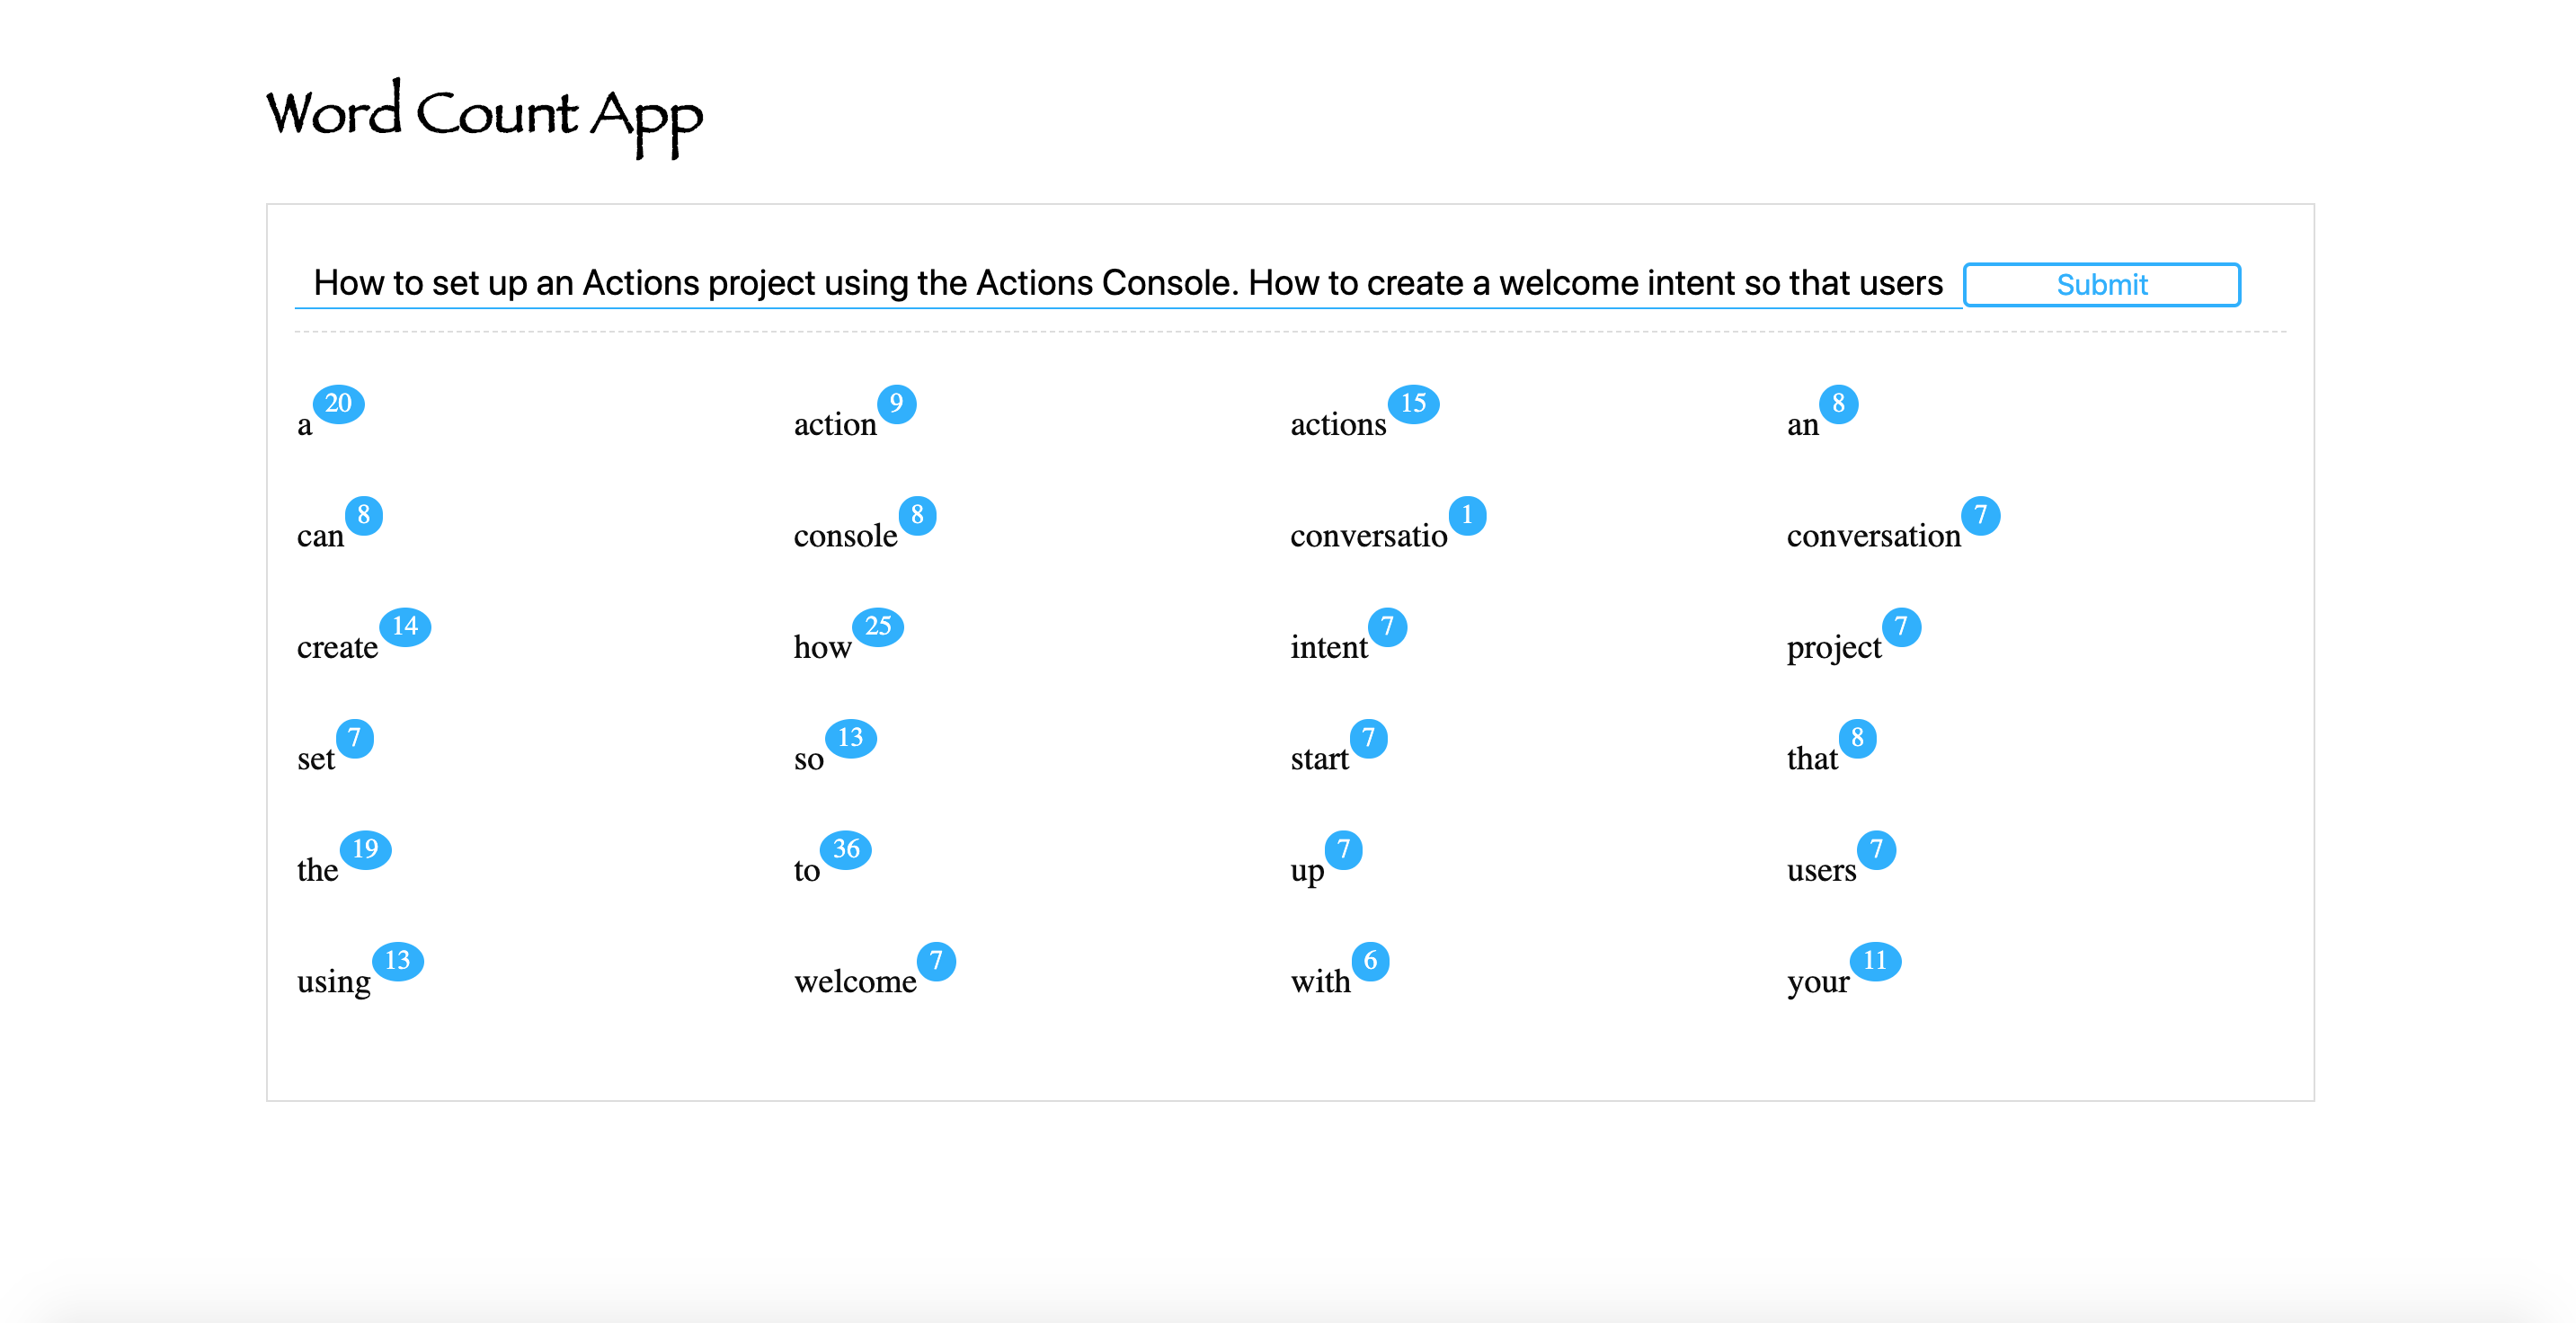 Word Count App
How to set up an Actions project using the Actions Console. How to create a welcome intent so that users Submit
a 20 action 9 actions 15 an 8
can 8 console 8 conversatio 1 conversation 7
create 14 how 25 intent 7 project 7
set 7 so 13 start 7 that 8
the 19 to 36 up 7 users 7
using 13 welcome 7 with 6 your 11